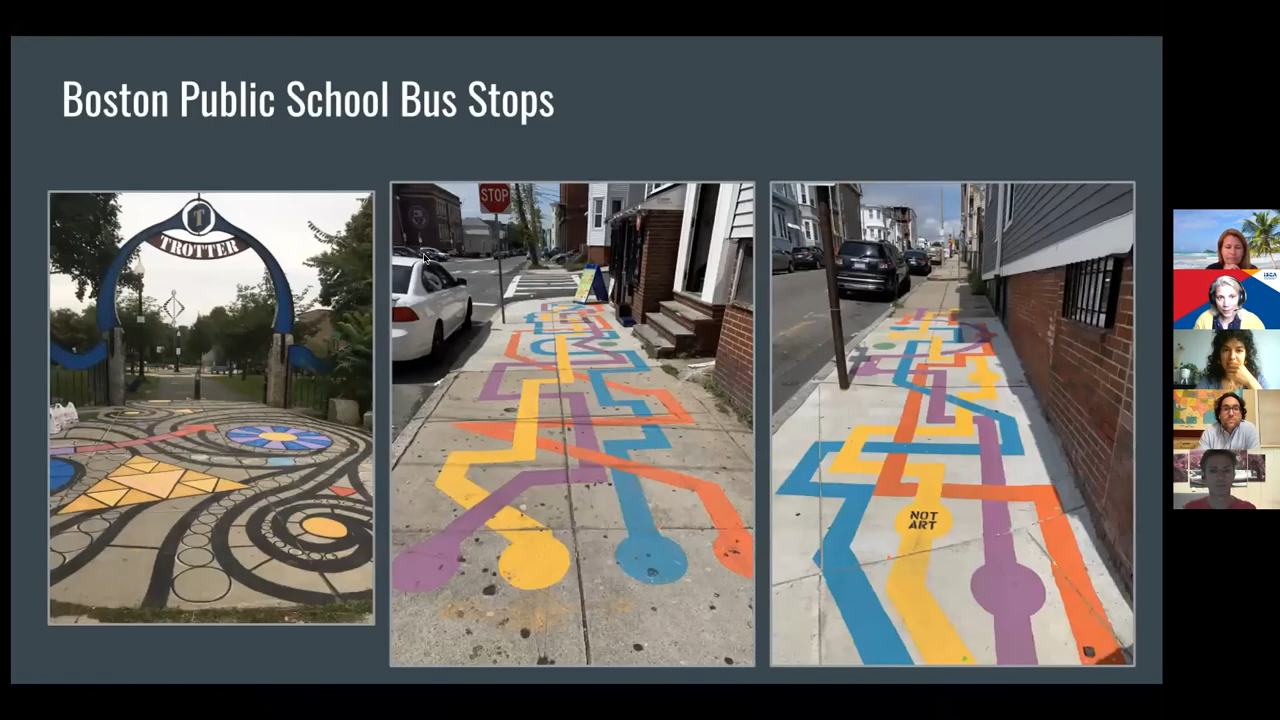 Boston Public School Bus Stops
T
TROTTER
STOP
NOT
ART